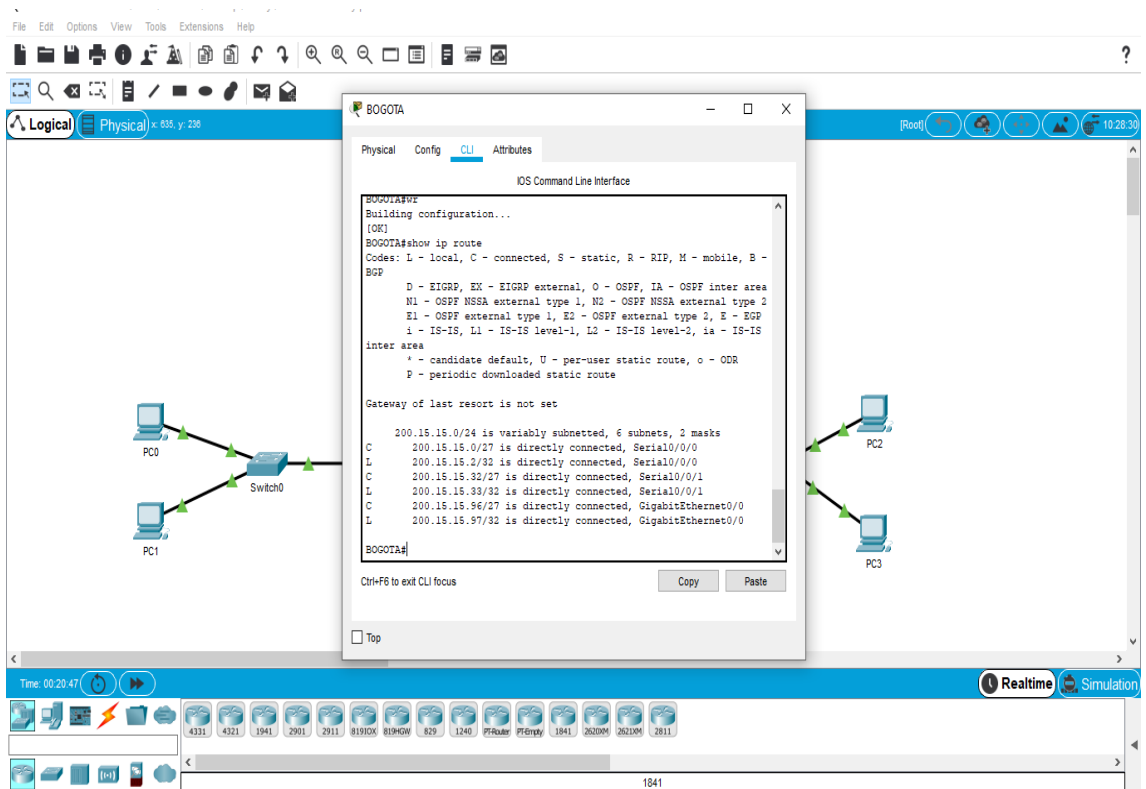 File Edit Options View Tools Extensions Help
?
Logical Physical x: 635, y: 236 [Root] 10:28:30
BOGOTA
Physical Config CLI Attributes
IOS Command Line Interface
BOGOTA#wr
Building configuration...
[OK]
BOGOTA#show ip route
Codes: L - local, C - connected, S - static, R - RIP, M - mobile, B -
BGP
D - EIGRP, EX - EIGRP external, O - OSPF, IA - OSPF inter area
N1 - OSPF NSSA external type 1, N2 - OSPF NSSA external type 2
E1 - OSPF external type 1, E2 - OSPF external type 2, E - EGP
i - IS-IS, L1 - IS-IS level-1, L2 - IS-IS level-2, ia - IS-IS
inter area
* - candidate default, U - per-user static route, o - ODR
P - periodic downloaded static route
Gateway of last resort is not set
200.15.15.0/24 is variably subnetted, 6 subnets, 2 masks
C 200.15.15.0/27 is directly connected, Serial0/0/0
L 200.15.15.2/32 is directly connected, Serial0/0/0
C 200.15.15.32/27 is directly connected, Serial0/0/1
L 200.15.15.33/32 is directly connected, Serial0/0/1
C 200.15.15.96/27 is directly connected, GigabitEthernet0/0
L 200.15.15.97/32 is directly connected, GigabitEthernet0/0
BOGOTA#
Ctrl+F6 to exit CLI focus Copy Paste
Top
PC0
Switch0
PC1
PC2
PC3
Time: 00:20:47 Realtime Simulation
4331 4321 1941 2901 2911 819IOX 819HGW 829 1240 PT-Router PT-Empty 1841 2620XM 2621XM 2811
1841